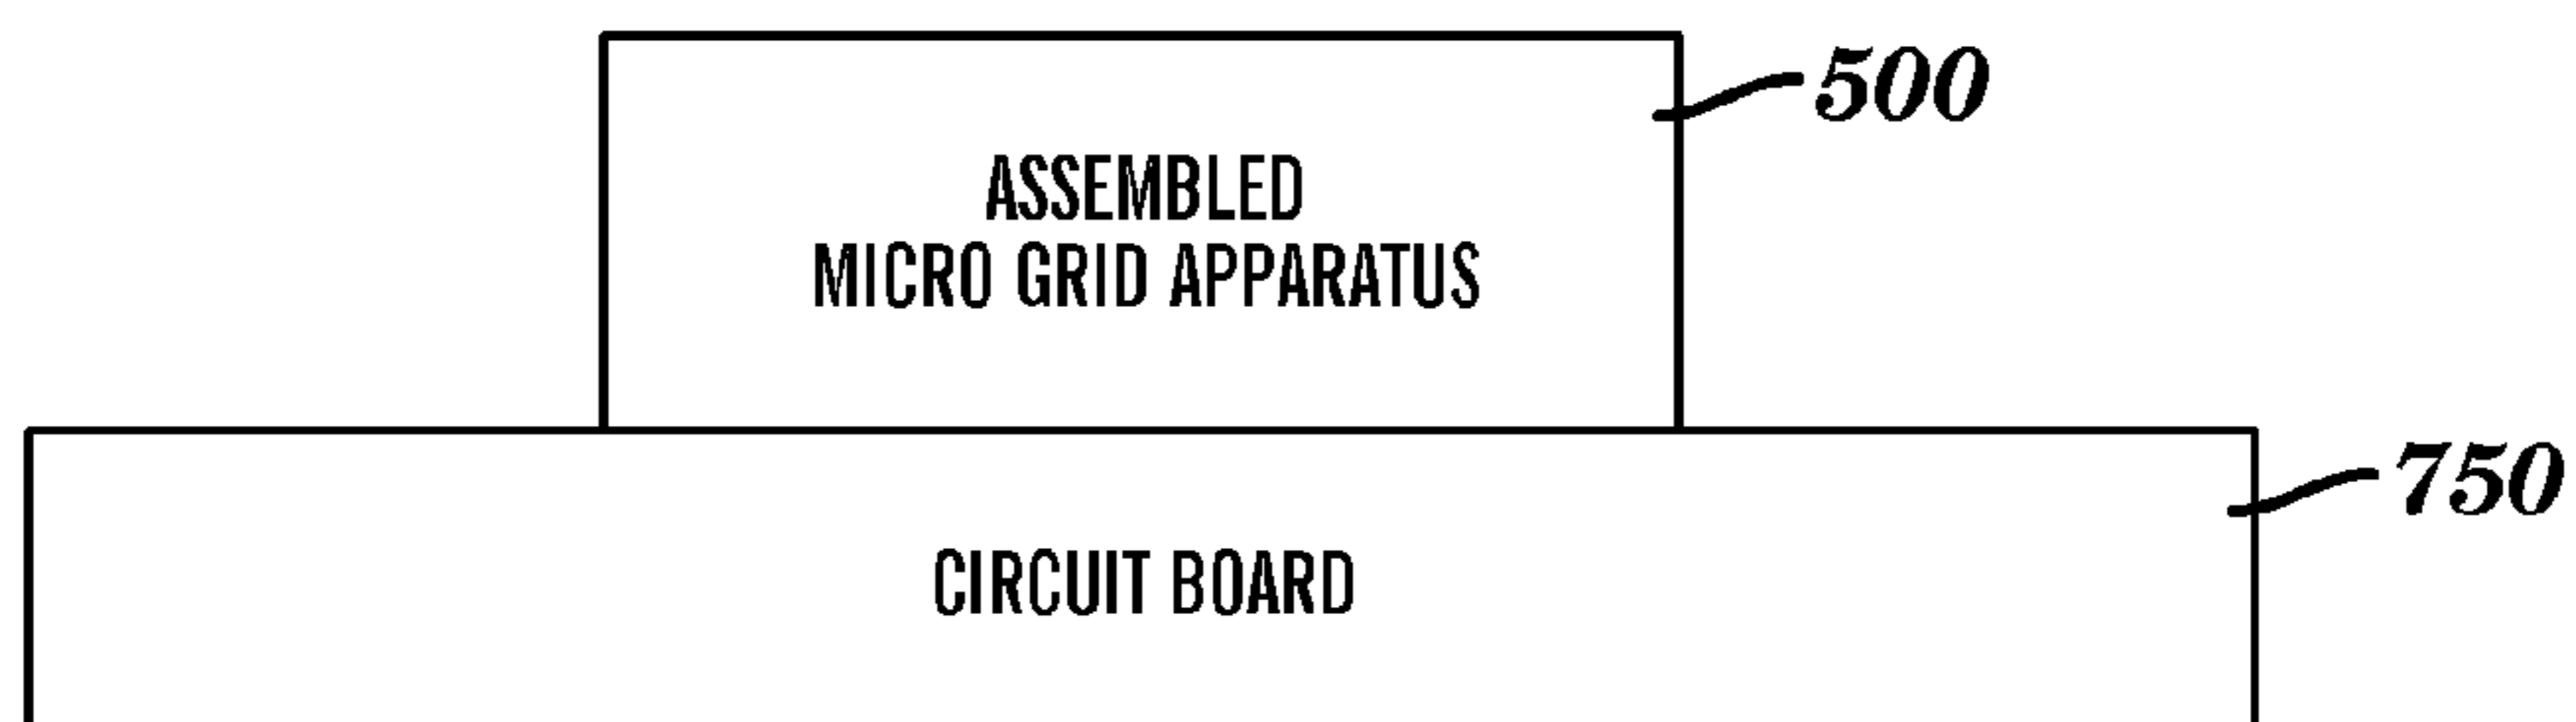 500
ASSEMBLED
MICRO GRID APPARATUS
750
CIRCUIT BOARD